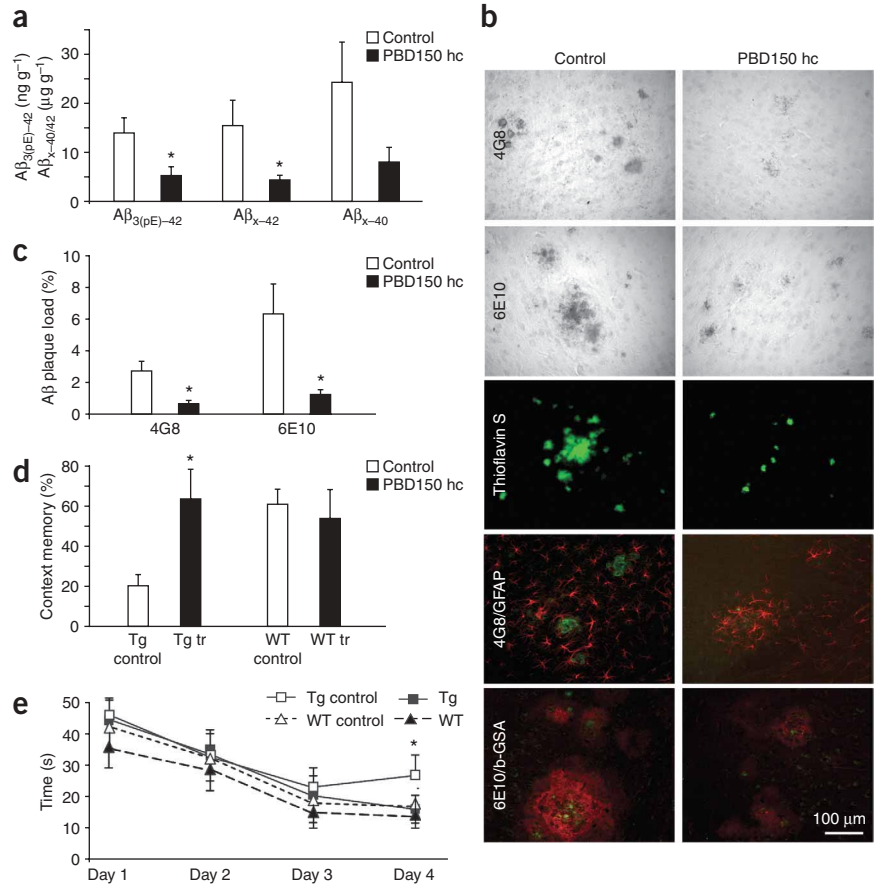 a
Aβ3(pE)–42 (ng g–1)
Aβx–40/42 (μg g–1)
30
20
10
0
Control
PBD150 hc
*
*
Aβ3(pE)–42
Aβx–42
Aβx–40
c
Aβ plaque load (%)
10
8
6
4
2
0
Control
PBD150 hc
*
*
4G8
6E10
d
Context memory (%)
80
60
40
20
0
Control
PBD150 hc
*
Tg control
Tg tr
WT control
WT tr
e
Time (s)
50
40
30
20
10
0
Tg control
Tg
WT control
WT
*
Day 1
Day 2
Day 3
Day 4
b
Control
PBD150 hc
4G8
6E10
Thioflavin S
4G8/GFAP
6E10/b-GSA
100 μm